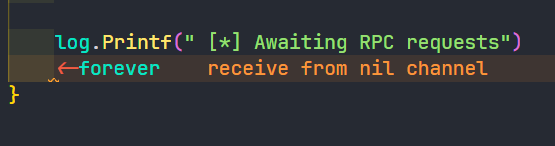 log.Printf(" [*] Awaiting RPC requests")
<-forever    receive from nil channel
}